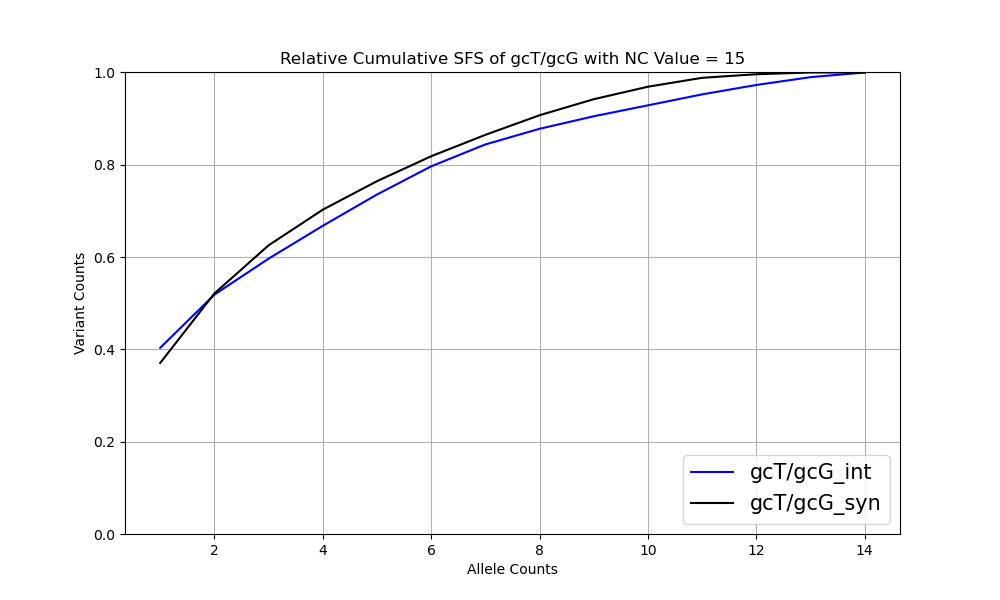 Relative Cumulative SFS of gcT/gcG with NC Value = 15
1.0
0.8
0.6
0.4
0.2
0.0
Variant Counts
2 4 6 8 10 12 14
Allele Counts
gcT/gcG_int
gcT/gcG_syn